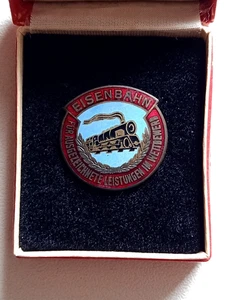 EISENBAHN
FÜR AUSGEZEICHNETE LEISTUNGEN IM WETTBEWERB